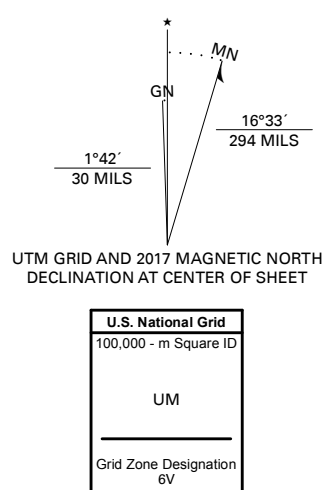 ★
MN
GN
16°33´
294 MILS
1°42´
30 MILS
UTM GRID AND 2017 MAGNETIC NORTH
DECLINATION AT CENTER OF SHEET
U.S. National Grid
100,000 - m Square ID
UM
Grid Zone Designation
6V